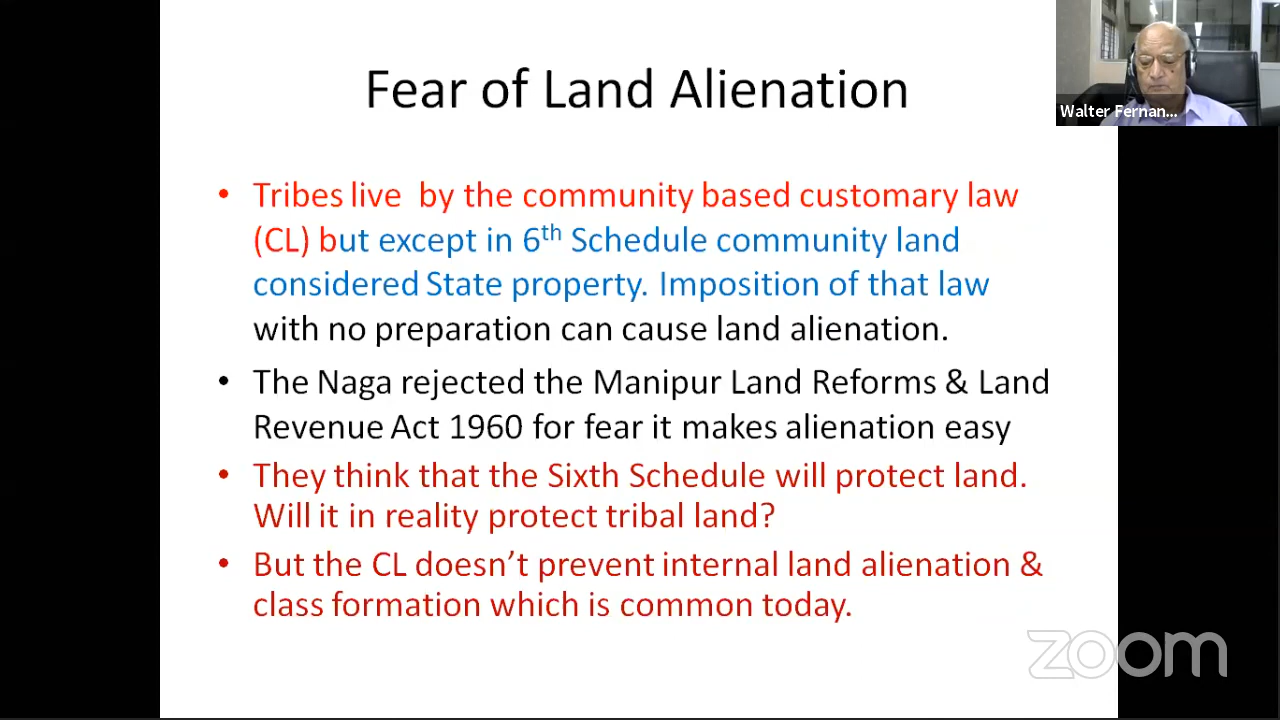 Fear of Land Alienation
Walter Fernan...
• Tribes live by the community based customary law
(CL) but except in 6th Schedule community land
considered State property. Imposition of that law
with no preparation can cause land alienation.
• The Naga rejected the Manipur Land Reforms & Land
Revenue Act 1960 for fear it makes alienation easy
• They think that the Sixth Schedule will protect land.
Will it in reality protect tribal land?
• But the CL doesn't prevent internal land alienation &
class formation which is common today.
zoom